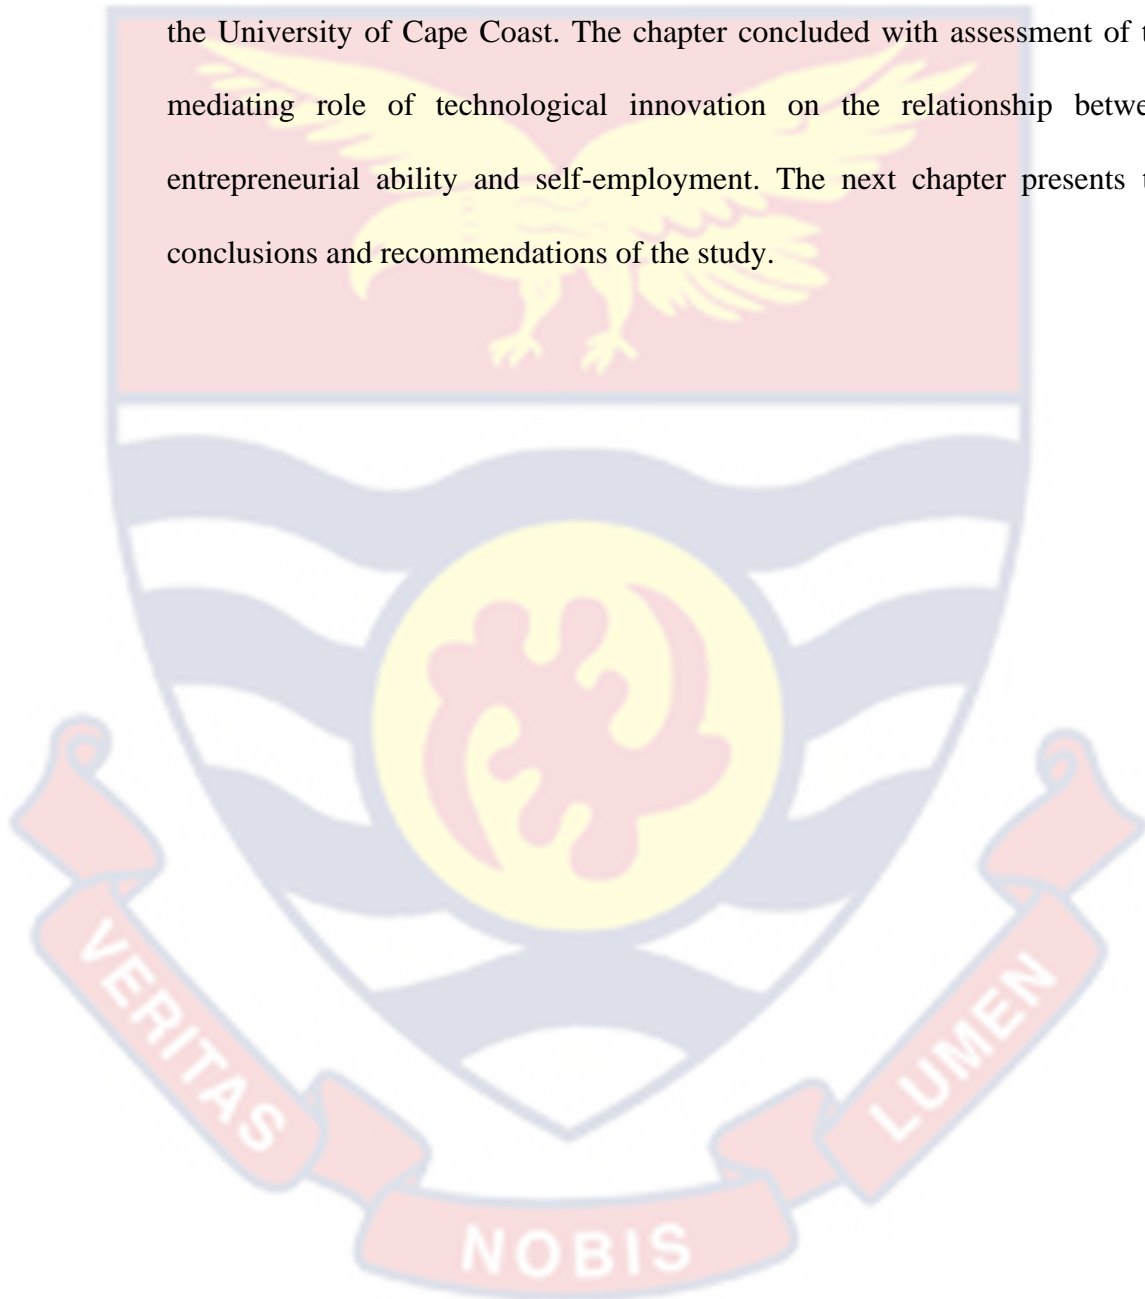 the University of Cape Coast. The chapter concluded with assessment of t
mediating role of technological innovation on the relationship betwe
entrepreneurial ability and self-employment. The next chapter presents t
conclusions and recommendations of the study.
VERITAS
NOBIS
LUMEN